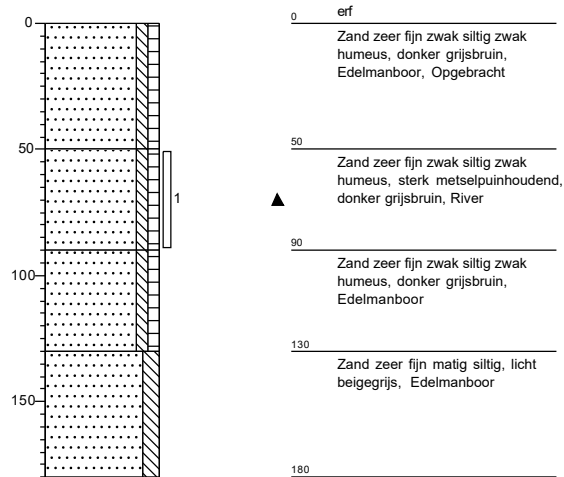 0
50
100
150
1
0
erf
Zand zeer fijn zwak siltig zwak
humeus, donker grijsbruin,
Edelmanboor, Opgebracht
50
Zand zeer fijn zwak siltig zwak
humeus, sterk metselpuinhoudend,
donker grijsbruin, River
90
Zand zeer fijn zwak siltig zwak
humeus, donker grijsbruin,
Edelmanboor
130
Zand zeer fijn matig siltig, licht
beigegrijs, Edelmanboor
180